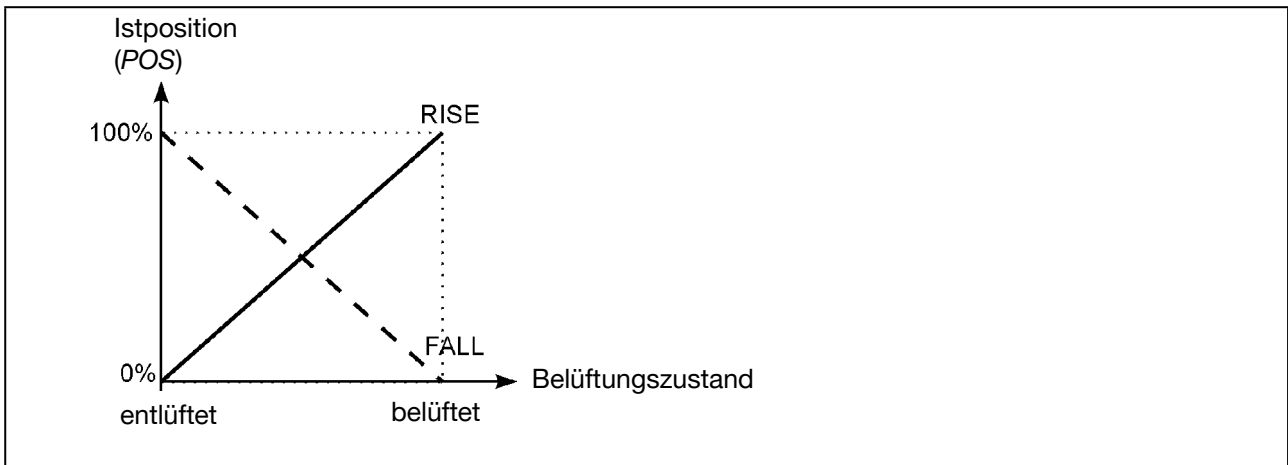 Istposition
(POS)
RISE
100%
FALL
0%
Belüftungszustand
entlüftet
belüftet